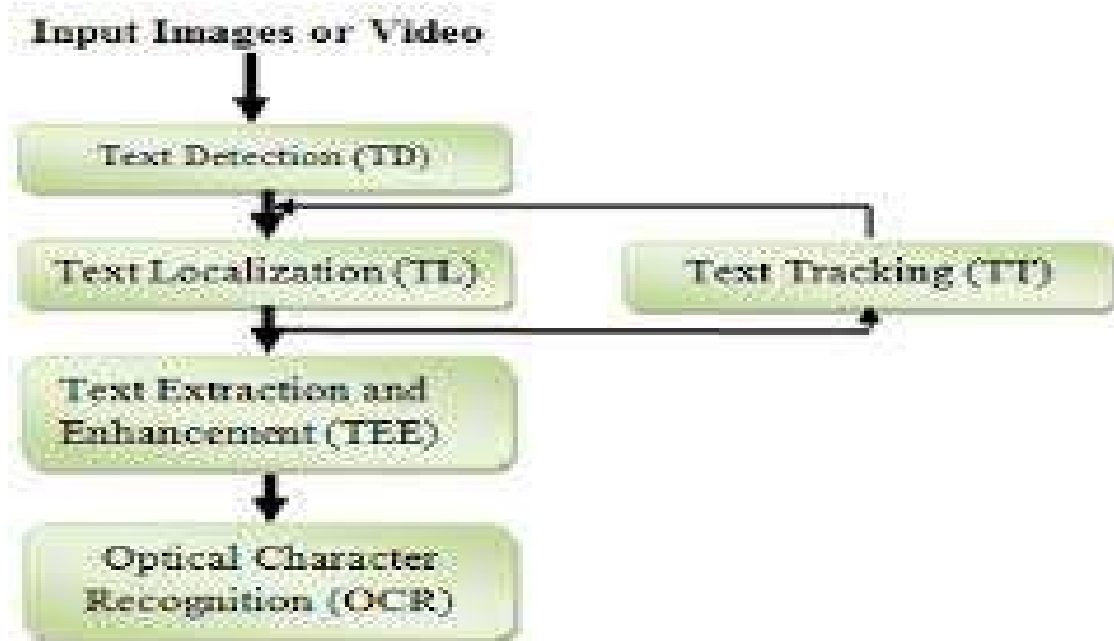 Input Images or Video
Text Detection (TD)
Text Localization (TL)
Text Tracking (TT)
Text Extraction and
Enhancement (TEE)
Optical Character
Recognition (OCR)